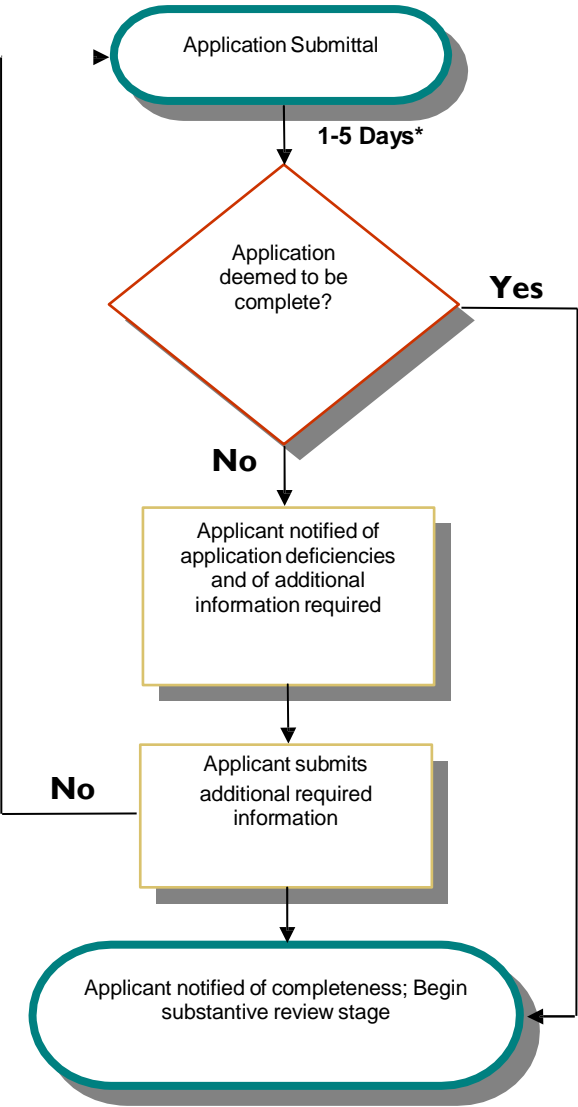 Application Submittal
1-5 Days*
Application
deemed to be
complete?
Yes
No
Applicant notified of
application deficiencies
and of additional
information required
Applicant submits
additional required
information
No
Applicant notified of completeness; Begin
substantive review stage